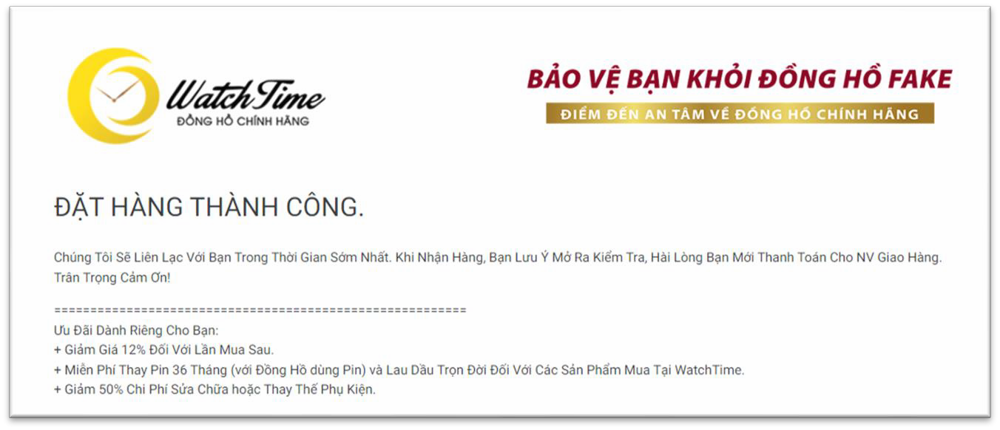 WatchTime
ĐỒNG HỒ CHÍNH HÃNG
BẢO VỆ BẠN KHỎI ĐỒNG HỒ FAKE
ĐIỂM ĐẾN AN TÂM VỀ ĐỒNG HỒ CHÍNH HÃNG
ĐẶT HÀNG THÀNH CÔNG.
Chúng Tôi Sẽ Liên Lạc Với Bạn Trong Thời Gian Sớm Nhất. Khi Nhận Hàng, Bạn Lưu Ý Mở Ra Kiểm Tra, Hài Lòng Bạn Mới Thanh Toán Cho NV Giao Hàng.
Trân Trọng Cảm Ơn!
=========================================================
Ưu Đãi Dành Riêng Cho Bạn:
+ Giảm Giá 12% Đối Với Lần Mua Sau.
+ Miễn Phí Thay Pin 36 Tháng (với Đồng Hồ dùng Pin) và Lau Dầu Trọn Đời Đối Với Các Sản Phẩm Mua Tại WatchTime.
+ Giảm 50% Chi Phí Sửa Chữa hoặc Thay Thế Phụ Kiện.